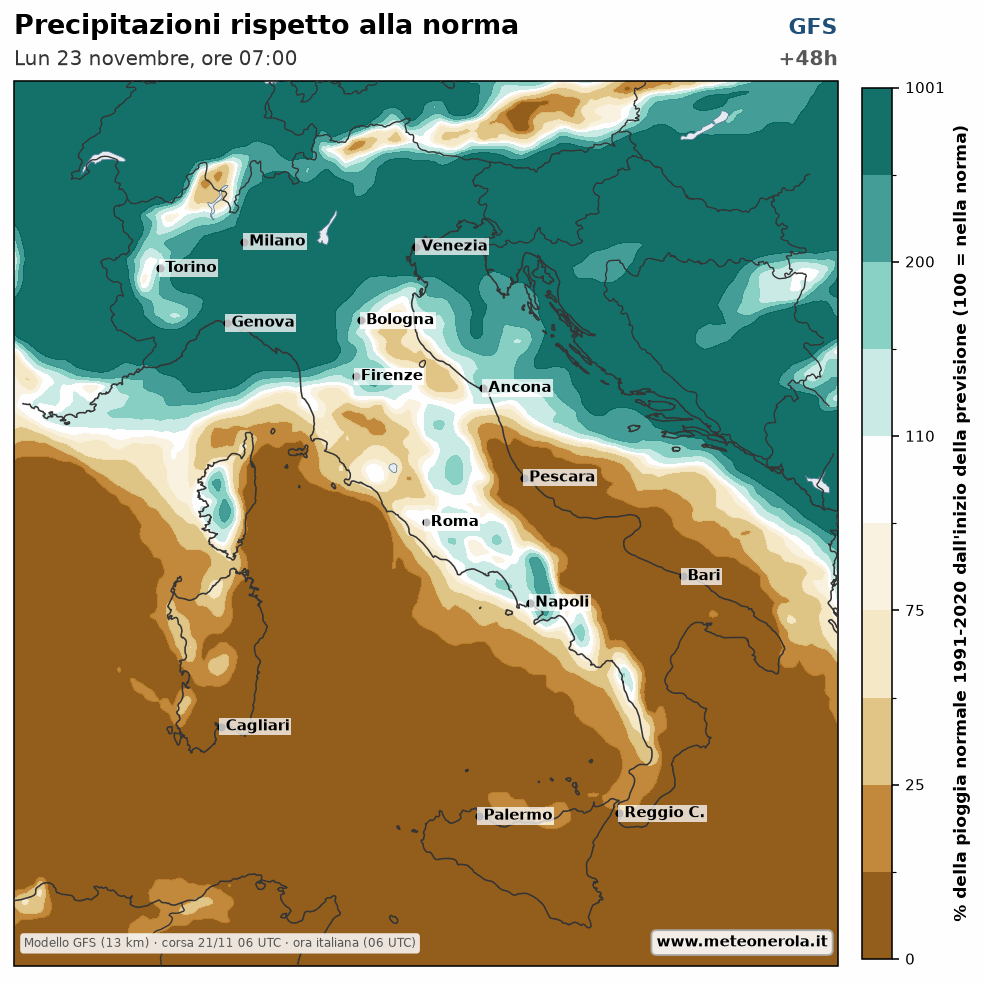 Precipitazioni rispetto alla norma
GFS
Lun 23 novembre, ore 07:00
+48h
1001
200
110
75
25
0
% della pioggia normale 1991-2020 dall'inizio della previsione (100 = nella norma)
Milano
Venezia
Torino
Genova
Bologna
Firenze
Ancona
Pescara
Roma
Bari
Napoli
Cagliari
Palermo
Reggio C.
Modello GFS (13 km) · corsa 21/11 06 UTC · ora italiana (06 UTC)
www.meteonerola.it